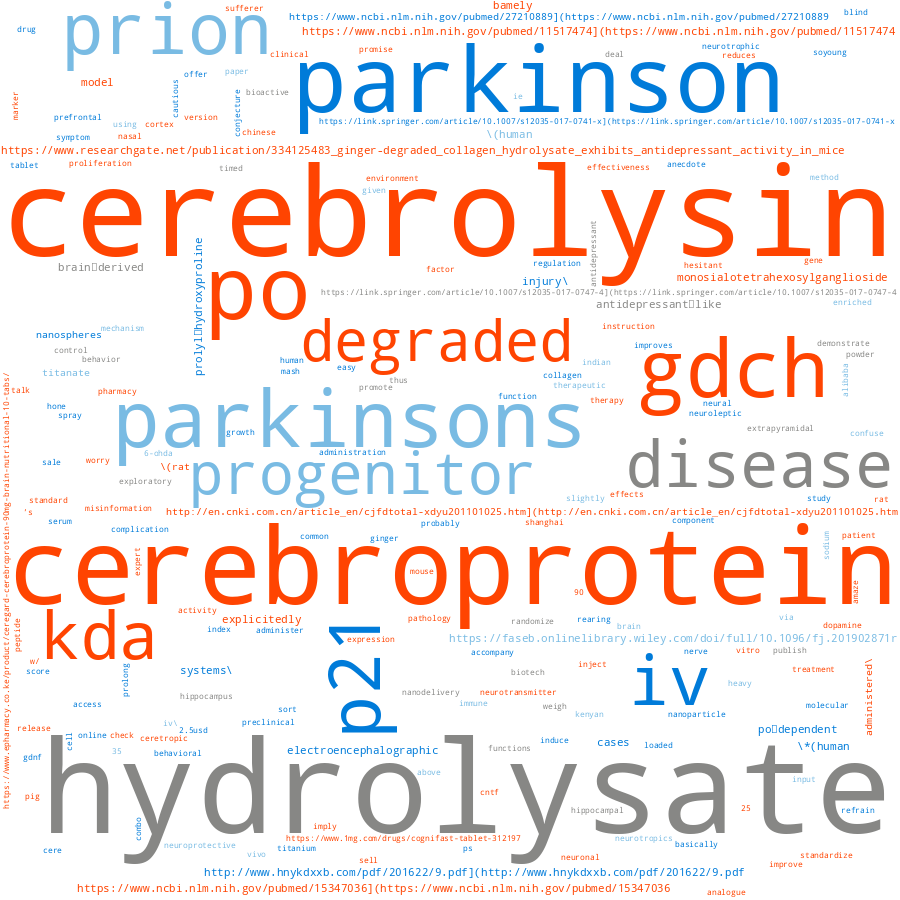 bamely
sufferer
https://www.ncbi.nlm.nih.gov/pubmed/27210889](https://www.ncbi.nlm.nih.gov/pubmed/27210889
blind
drug
prion
https://www.ncbi.nlm.nih.gov/pubmed/11517474](https://www.ncbi.nlm.nih.gov/pubmed/11517474
clinical
promise
parkinson
deal
neurotrophic
reduces
soyoung
offer
paper
model
cautious
bioactive
marker
conjecture
ie
prefrontal
using
cortex
version
https://link.springer.com/article/10.1007/s12035-017-0741-x](https://link.springer.com/article/10.1007/s12035-017-0741-x
symptom
nasal
chinese
\(human
https://www.researchgate.net/publication/334125483_ginger-degraded_collagen_hydrolysate_exhibits_antidepressant_activity_in_mice
tablet
proliferation
timed
effectiveness
anecdote
environment
method
given
cerebrolysin
antidepressant
brain▯derived
factor
regulation
hesitant
gene
prolyl▯hydroxyproline
po
injury\
monosialotetrahexosylganglioside
https://link.springer.com/article/10.1007/s12035-017-0747-4](https://link.springer.com/article/10.1007/s12035-017-0747-4
antidepressant▯like
enriched
mechanism
nanospheres
degraded
instruction
gdch
control
behavior
human
mash
easy
thus
indian
improves
demonstrate
powder
titanate
collagen
therapeutic
alibaba
promote
talk
pharmacy
parkinsons
function
therapy
neural
neuroleptic
hone
spray
growth
extrapyramidal
confuse
6-ohda
administration
sale
worry
\(rat
progenitor
disease
exploratory
effects
slightly
study
rat
standard
's
misinformation
http://en.cnki.com.cn/article_en/cjfdtotal-xdyu201101025.htm](http://en.cnki.com.cn/article_en/cjfdtotal-xdyu201101025.htm
serum
complication
probably
shanghai
component
common
ginger
sodium
patient
cerebroprotein
expert
mouse
90
amaze
https://www.epharmacy.co.ke/product/ceregard-cerebroprotein-90mg-brain-nutritional-10-tabs/
peptide
kda
activity
explicitedly
pathology
randomize
rearing
brain
via
dopamine
index
administer
p21
expression
https://faseb.onlinelibrary.wiley.com/doi/full/10.1096/fj.201902871r
w/
score
accompany
nerve
vitro
publish
prolong
systems\
biotech
inject
iv
heavy
treatment
administered\
hippocampus
nanodelivery
neurotransmitter
access
sort
immune
weigh
kenyan
nanoparticle
molecular
release
cell
online
check
ceretropic
iv\
2.5usd
preclinical
po▯dependent
gdnf
35
behavioral
electroencephalographic
functions
induce
cases
loaded
\*(human
hydrolysate
above
input
pig
cntf
hippocampal
25
refrain
combo
imply
https://www.1mg.com/drugs/cognifast-tablet-312197
neurotropics
cere
neuroprotective
vivo
titanium
ps
basically
sell
neuronal
standardize
improve
http://www.hnykdxxb.com/pdf/201622/9.pdf](http://www.hnykdxxb.com/pdf/201622/9.pdf
https://www.ncbi.nlm.nih.gov/pubmed/15347036](https://www.ncbi.nlm.nih.gov/pubmed/15347036
analogue